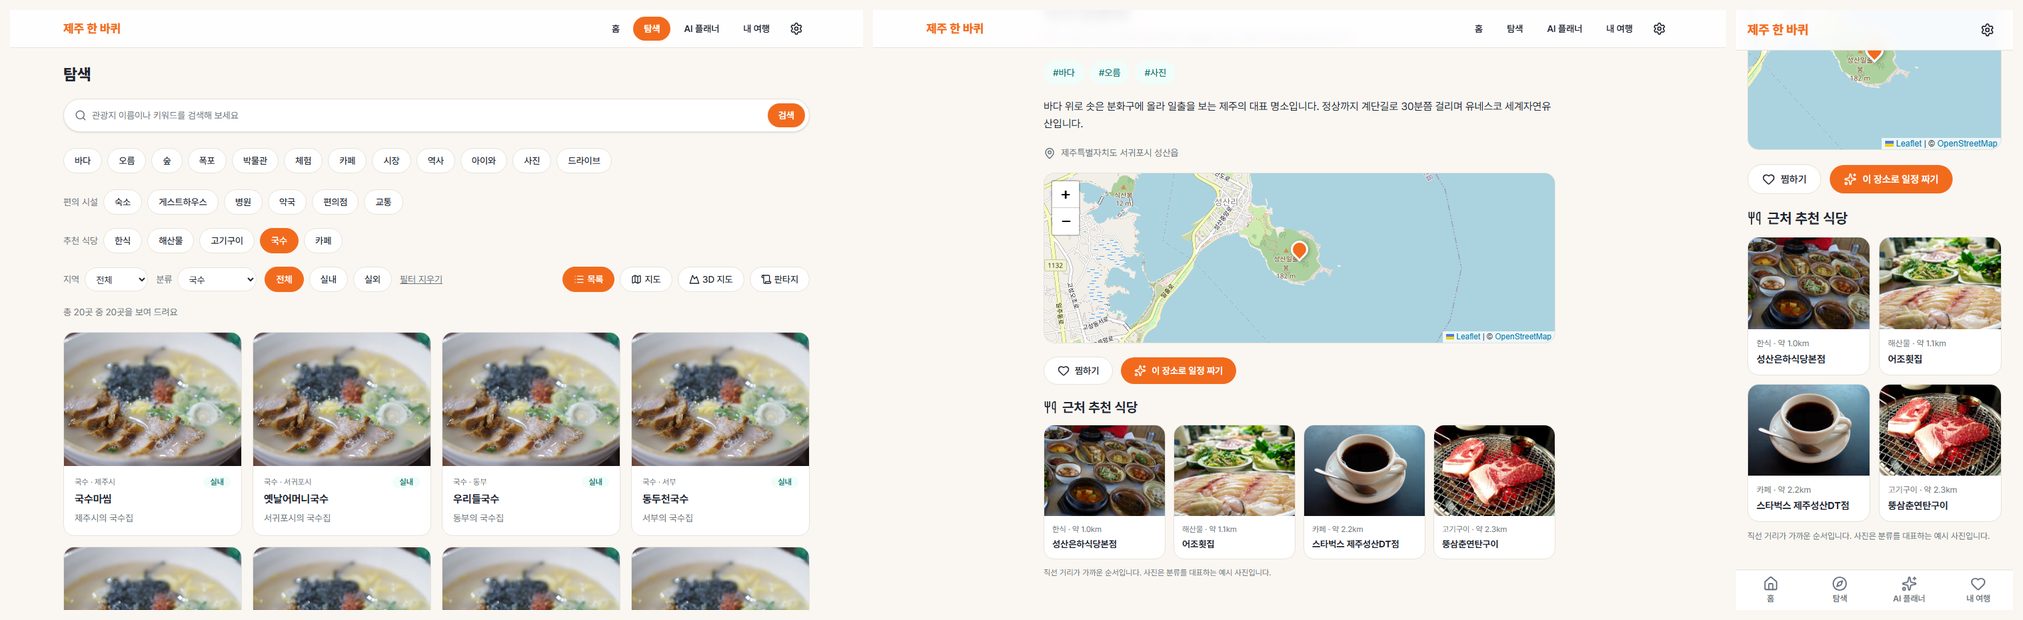 제주 한 바퀴
홈 탐색 AI 플래너 내 여행
탐색
관광지 이름이나 키워드를 검색해 보세요
검색
바다 오름 숲 폭포 박물관 체험 카페 시장 역사 아이와 사진 드라이브
편의 시설 숙소 게스트하우스 병원 약국 편의점 교통
추천 식당 한식 해산물 고기구이 국수 카페
지역 전체 분류 국수 전체 실내 실외 필터 지우기
목록 지도 3D 지도 판타지
총 20곳 중 20곳을 보여 드려요
국수 · 제주시 실내
국수마씸
제주시의 국수집
국수 · 서귀포시 실내
옛날어머니국수
서귀포시의 국수집
국수 · 동부 실내
우리들국수
동부의 국수집
국수 · 서부 실내
동두천국수
서부의 국수집
제주 한 바퀴
홈 탐색 AI 플래너 내 여행
#바다 #오름 #사진
바다 위로 솟은 분화구에 올라 일출을 보는 제주의 대표 명소입니다. 정상까지 계단길로 30분쯤 걸리며 유네스코 세계자연유
산입니다.
제주특별자치도 서귀포시 성산읍
+
−
식산봉
성산리
1132
일출로
성산일출
봉
182 m
Leaflet | © OpenStreetMap
찜하기
이 장소로 일정 짜기
근처 추천 식당
한식 · 약 1.0km
성산은하식당본점
해산물 · 약 1.1km
어조횟집
카페 · 약 2.2km
스타벅스 제주성산DT점
고기구이 · 약 2.3km
뚱삼춘연탄구이
직선 거리가 가까운 순서입니다. 사진은 분류를 대표하는 예시 사진입니다.
제주 한 바퀴
성산일출
봉
182 m
Leaflet | © OpenStreetMap
찜하기
이 장소로 일정 짜기
근처 추천 식당
한식 · 약 1.0km
성산은하식당본점
해산물 · 약 1.1km
어조횟집
카페 · 약 2.2km
스타벅스 제주성산DT점
고기구이 · 약 2.3km
뚱삼춘연탄구이
직선 거리가 가까운 순서입니다. 사진은 분류를 대표하는 예시 사진입니다.
홈 탐색 AI 플래너 내 여행